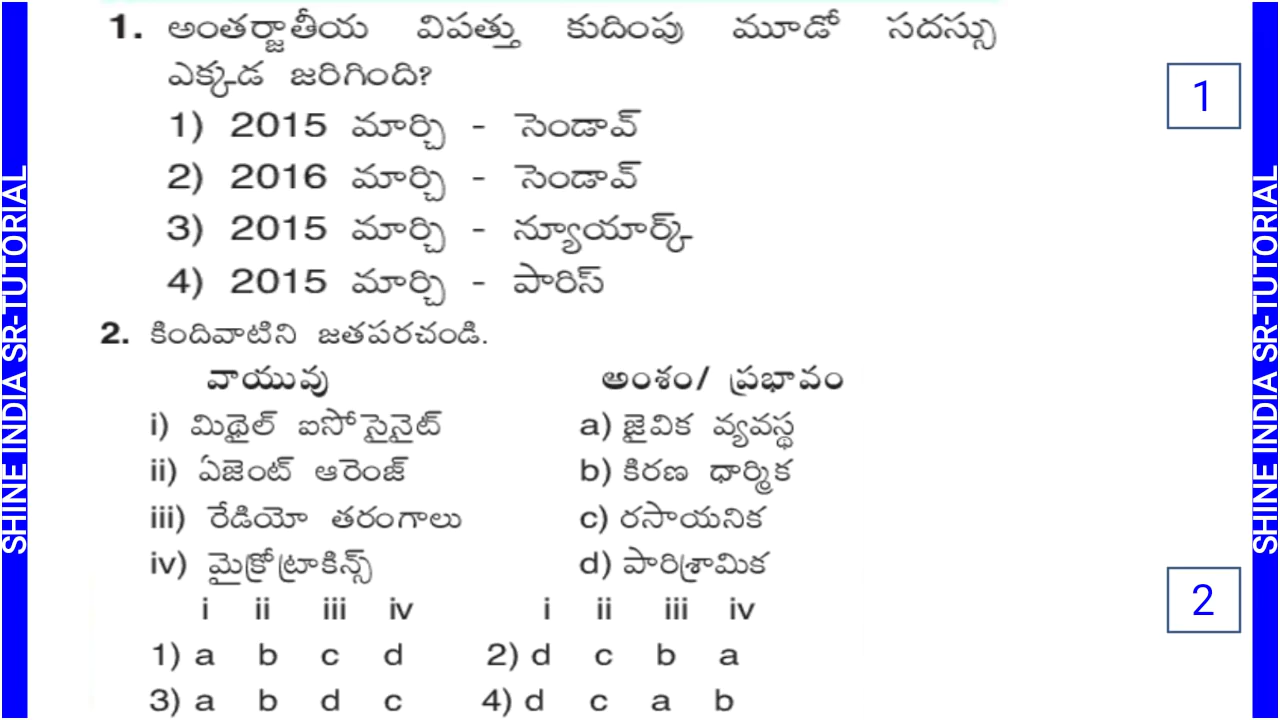 1. అంతర్జాతీయ విపత్తు కుదింపు మూడో సదస్సు
ఎక్కడ జరిగింది?
1) 2015 మార్చి - సెండావ్
2) 2016 మార్చి - సెండావ్
3) 2015 మార్చి - న్యూయార్క్
4) 2015 మార్చి - పారిస్
1
2. కిందివాటిని జతపరచండి.
వాయువు అంశం/ ప్రభావం
i) మిథైల్ ఐసోసైనైట్ a) జైవిక వ్యవస్థ
ii) ఏజెంట్ ఆరెంజ్ b) కిరణ ధార్మిక
iii) రేడియో తరంగాలు c) రసాయనిక
iv) మైక్రోట్రాకిన్స్ d) పారిశ్రామిక
i ii iii iv i ii iii iv
1) a b c d 2) d c b a
3) a b d c 4) d c a b
2
SHINE INDIA SR-TUTORIAL
SHINE INDIA SR-TUTORIAL